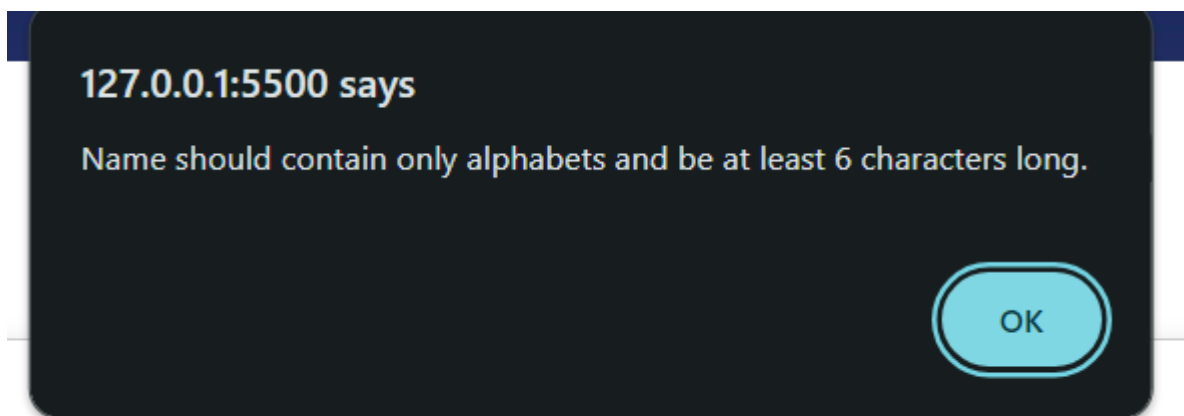 127.0.0.1:5500 says
Name should contain only alphabets and be at least 6 characters long.
OK